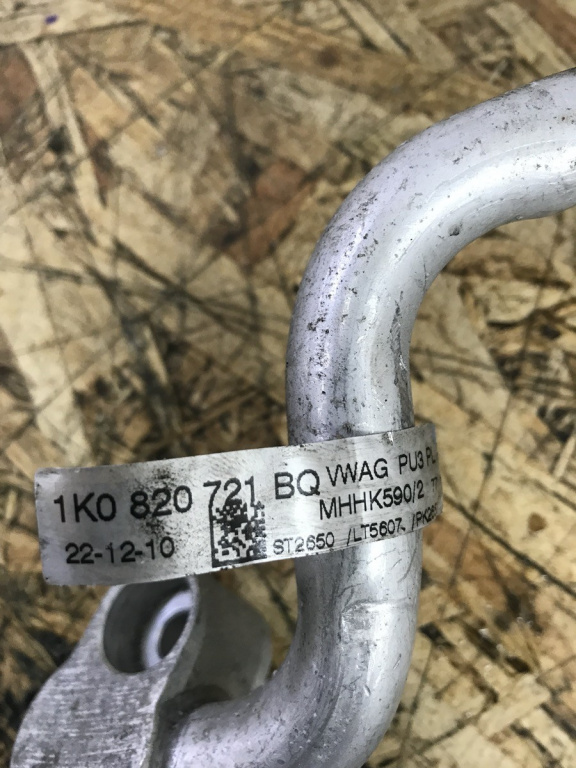 1K0 820 721 BQ VWAG PU3
MHHK590/2
22-12-10 ST2650 /LT5607-